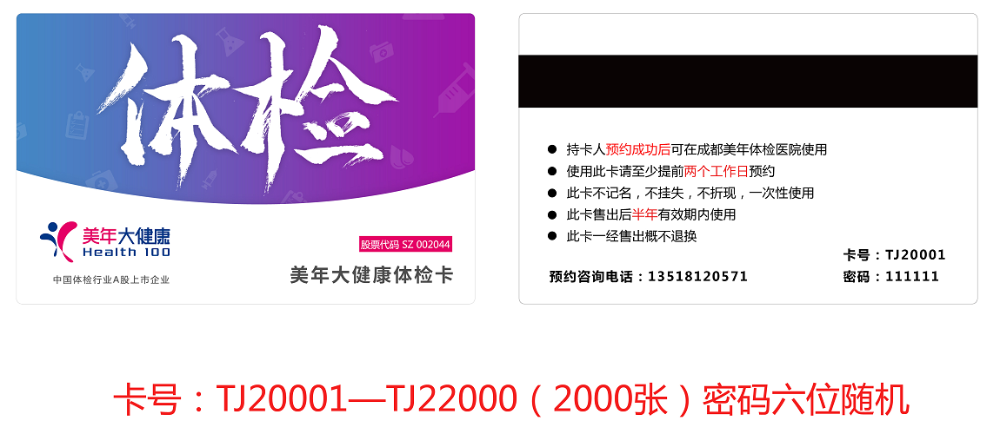 体检
美年大健康
Health 100
中国体检行业A股上市企业
股票代码 SZ 002044
美年大健康体检卡
● 持卡人预约成功后可在成都美年体检医院使用
● 使用此卡请至少提前两个工作日预约
● 此卡不记名，不挂失，不折现，一次性使用
● 此卡售出后半年有效期内使用
● 此卡一经售出概不退换
卡号：TJ20001
预约咨询电话：13518120571
密码：111111
卡号：TJ20001—TJ22000（2000张）密码六位随机